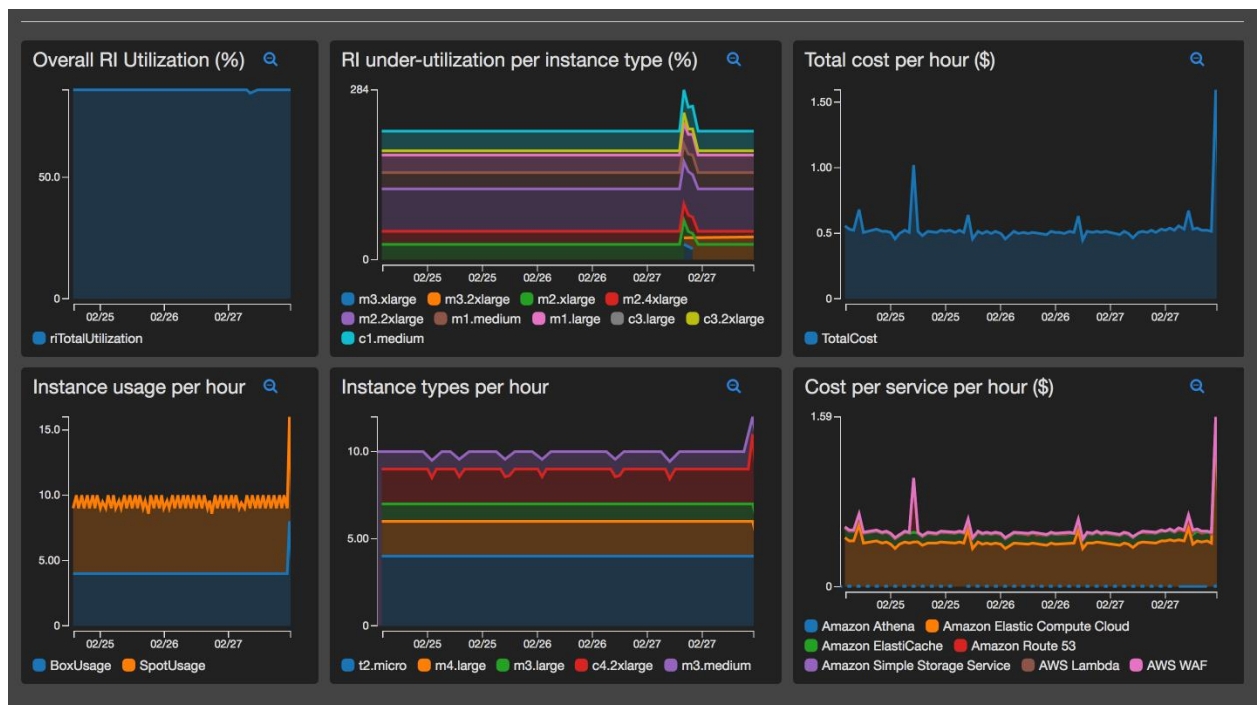 Overall RI Utilization (%)
50.0
0
02/25 02/26 02/27
riTotalUtilization
RI under-utilization per instance type (%)
284
0
02/25 02/25 02/26 02/26 02/27 02/27
m3.xlarge m3.2xlarge m2.xlarge m2.4xlarge
m2.2xlarge m1.medium m1.large c3.large c3.2xlarge
c1.medium
Total cost per hour ($)
1.50
1.00
0.5
0
02/25 02/25 02/26 02/26 02/27 02/27
TotalCost
Instance usage per hour
15.0
10.0
5.00
0
02/25 02/26 02/27
BoxUsage SpotUsage
Instance types per hour
10.0
5.00
0
02/25 02/25 02/26 02/26 02/27 02/27
t2.micro m4.large m3.large c4.2xlarge m3.medium
Cost per service per hour ($)
1.59
0
02/25 02/25 02/26 02/26 02/27 02/27
Amazon Athena Amazon Elastic Compute Cloud
Amazon ElastiCache Amazon Route 53
Amazon Simple Storage Service AWS Lambda AWS WAF